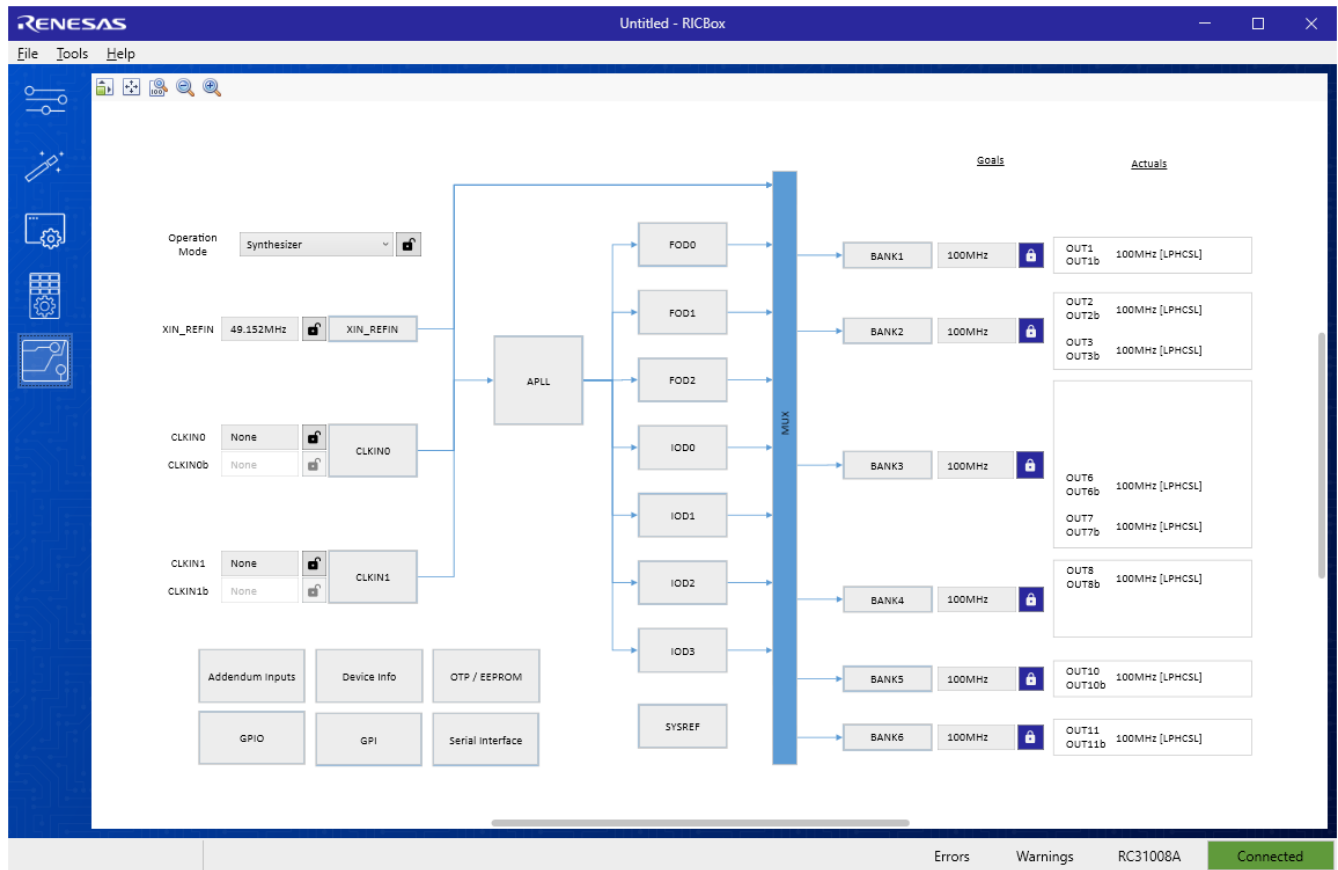 RENESAS
Untitled - RICBox
File Tools Help
Goals
Actuals
Operation
Mode
Synthesizer
XIN_REFIN
49.152MHz
XIN_REFIN
CLKIN0
None
CLKIN0b
None
CLKIN0
CLKIN1
None
CLKIN1b
None
CLKIN1
Addendum Inputs
Device Info
OTP / EEPROM
GPIO
GPI
Serial Interface
APLL
FOD0
FOD1
FOD2
IOD0
IOD1
IOD2
IOD3
SYSREF
MUX
BANK1
100MHz
OUT1
OUT1b
100MHz [LPHCSL]
BANK2
100MHz
OUT2
OUT2b
100MHz [LPHCSL]
OUT3
OUT3b
100MHz [LPHCSL]
BANK3
100MHz
OUT6
OUT6b
100MHz [LPHCSL]
OUT7
OUT7b
100MHz [LPHCSL]
BANK4
100MHz
OUT8
OUT8b
100MHz [LPHCSL]
BANK5
100MHz
OUT10
OUT10b
100MHz [LPHCSL]
BANK6
100MHz
OUT11
OUT11b
100MHz [LPHCSL]
Errors
Warnings
RC31008A
Connected